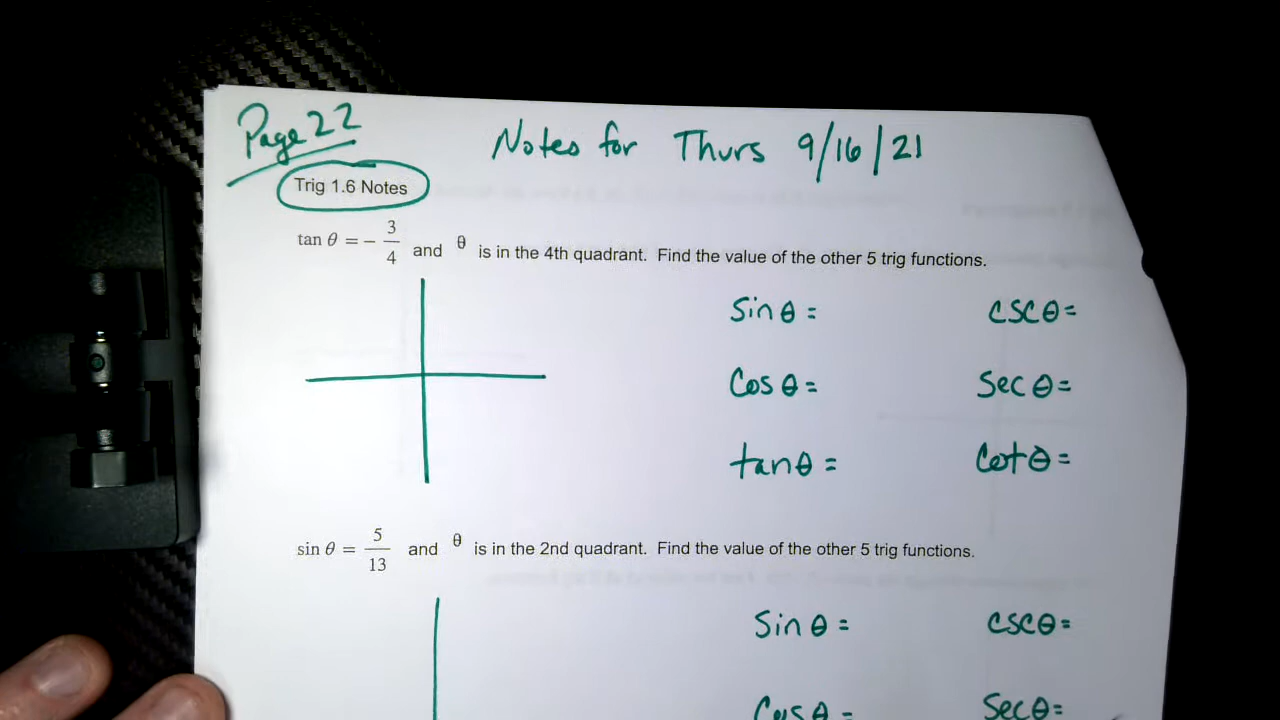 Page 22
Notes for Thurs 9/16/21
Trig 1.6 Notes
tan θ = - 3/4 and θ is in the 4th quadrant. Find the value of the other 5 trig functions.
sin θ = csc θ =
Cos θ = Sec θ =
tan θ = Cot θ =
sin θ = 5/13 and θ is in the 2nd quadrant. Find the value of the other 5 trig functions.
Sin θ = csc θ =
Cos θ = Sec θ =